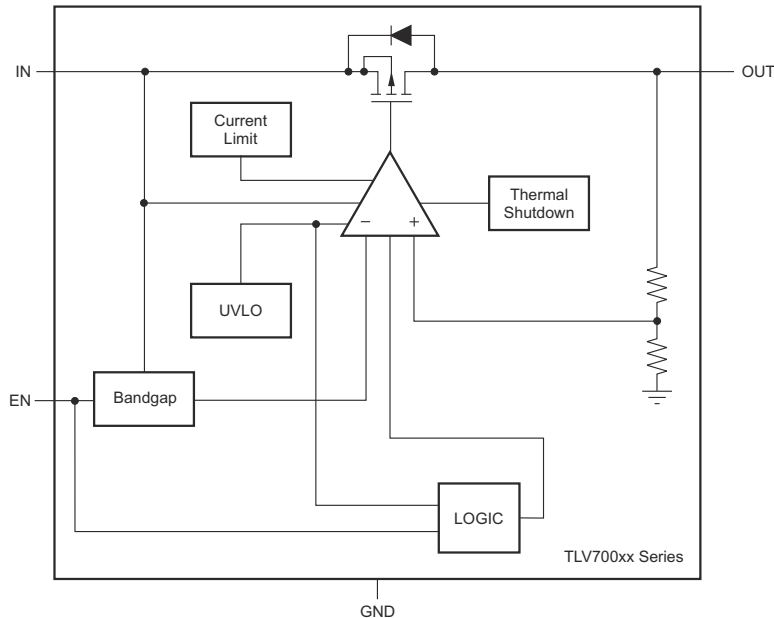 IN
OUT
Current
Limit
Thermal
Shutdown
− +
UVLO
EN
Bandgap
LOGIC
TLV700xx Series
GND